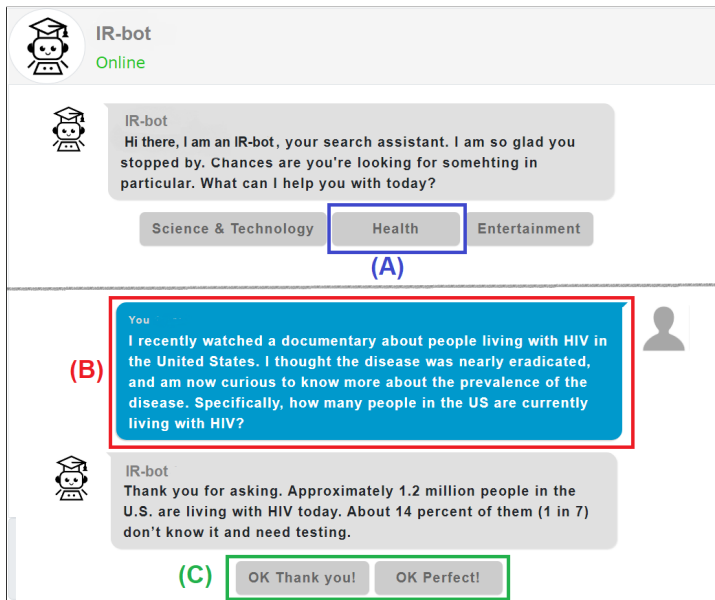 IR-bot
Online
IR-bot
Hi there, I am an IR-bot, your search assistant. I am so glad you
stopped by. Chances are you're looking for somehting in
particular. What can I help you with today?
Science & Technology Health Entertainment
(A)
You
I recently watched a documentary about people living with HIV in
the United States. I thought the disease was nearly eradicated,
and am now curious to know more about the prevalence of the
disease. Specifically, how many people in the US are currently
living with HIV?
(B)
IR-bot
Thank you for asking. Approximately 1.2 million people in the
U.S. are living with HIV today. About 14 percent of them (1 in 7)
don’t know it and need testing.
(C) OK Thank you! OK Perfect!